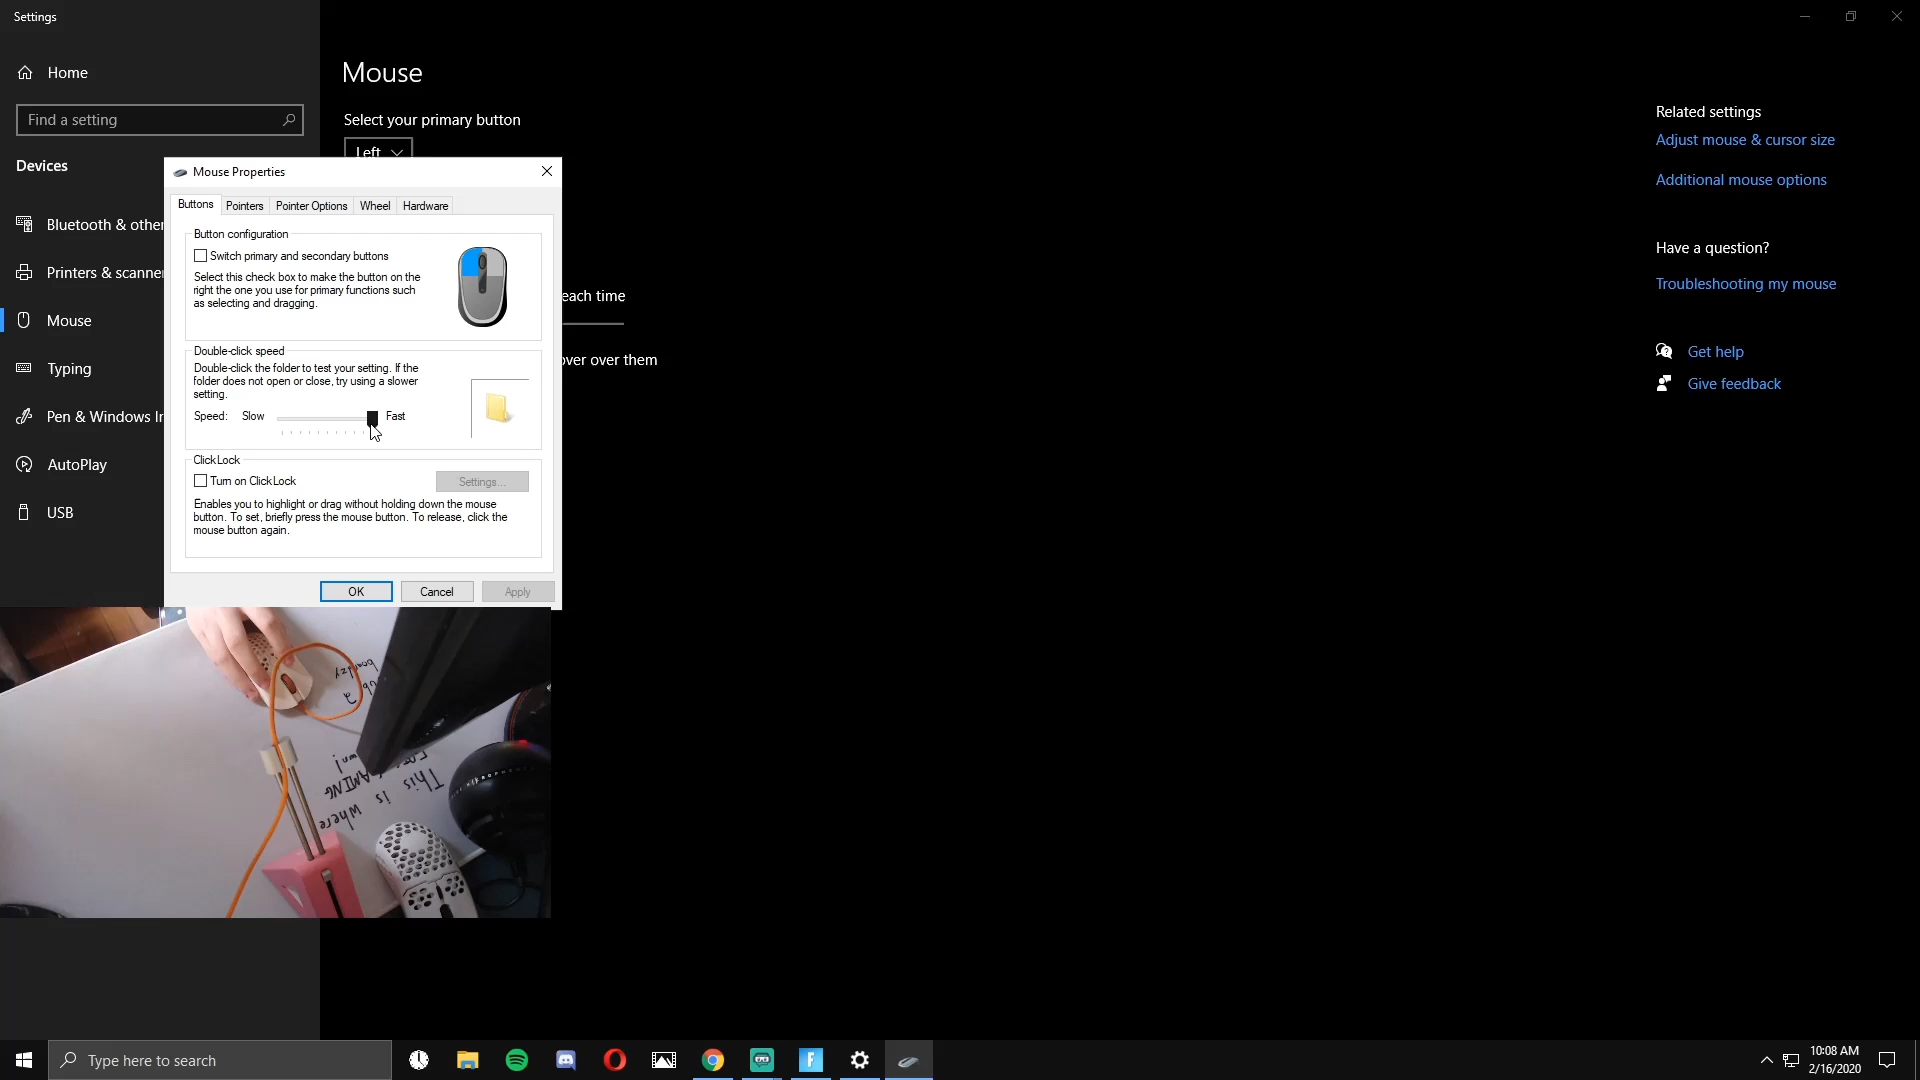 Settings
Home
Find a setting
Devices
Bluetooth & other
Printers & scanner
Mouse
Typing
Pen & Windows In
AutoPlay
USB
Mouse
Select your primary button
Left
each time
over over them
Related settings
Adjust mouse & cursor size
Additional mouse options
Have a question?
Troubleshooting my mouse
Get help
Give feedback
Mouse Properties
Buttons
Pointers
Pointer Options
Wheel
Hardware
Button configuration
Switch primary and secondary buttons
Select this check box to make the button on the
right the one you use for primary functions such
as selecting and dragging.
Double-click speed
Double-click the folder to test your setting. If the
folder does not open or close, try using a slower
setting.
Speed: Slow Fast
ClickLock
Turn on ClickLock
Settings...
Enables you to highlight or drag without holding down the mouse
button. To set, briefly press the mouse button. To release, click the
mouse button again.
OK
Cancel
Apply
This is where
GAMING
Type here to search
10:08 AM
2/16/2020